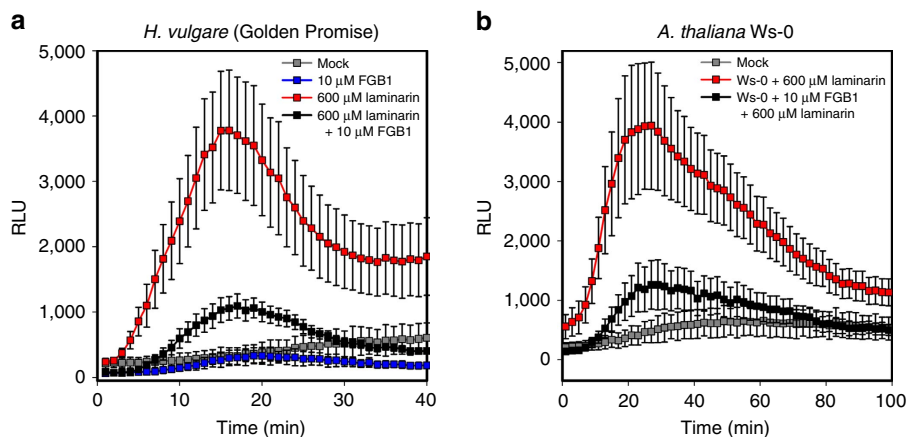 a
H. vulgare (Golden Promise)
5,000
4,000
3,000
2,000
1,000
0
RLU
Mock
10 μM FGB1
600 μM laminarin
600 μM laminarin
+ 10 μM FGB1
0
10
20
30
40
Time (min)
b
A. thaliana Ws-0
5,000
4,000
3,000
2,000
1,000
0
RLU
Mock
Ws-0 + 600 μM laminarin
Ws-0 + 10 μM FGB1
+ 600 μM laminarin
0
20
40
60
80
100
Time (min)